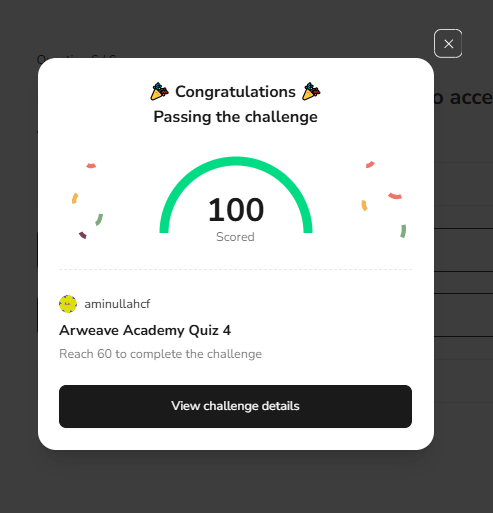 Congratulations
Passing the challenge
100
Scored
aminullahcf
Arweave Academy Quiz 4
Reach 60 to complete the challenge
View challenge details